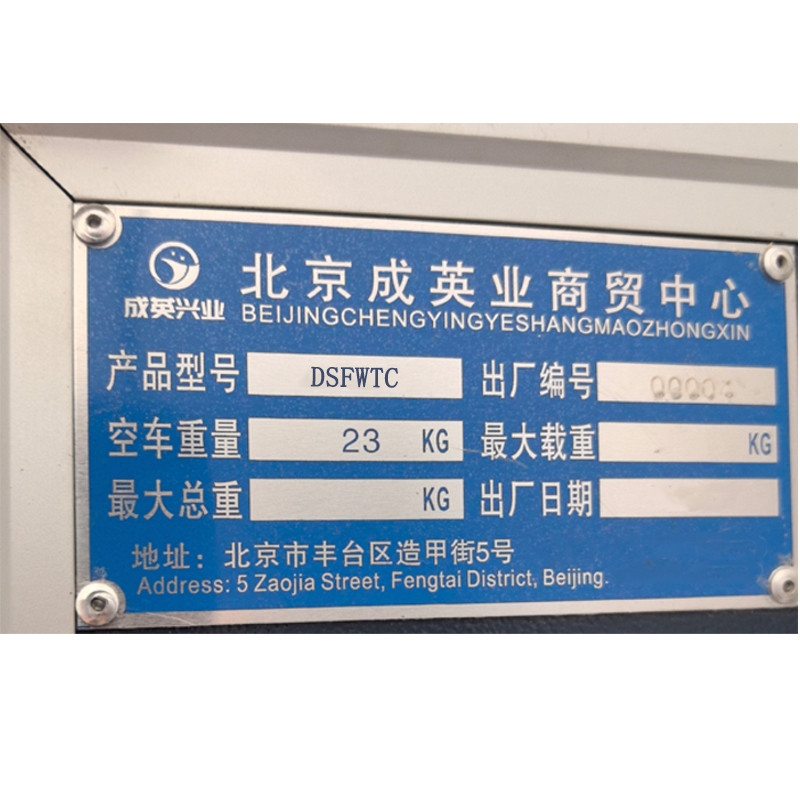 成英兴业
北京成英业商贸中心
BEIJINGCHENGYINGYESHANGMAOZHONGXIN
产品型号 DSFWTC 出厂编号 00004
空车重量 23 KG 最大载重 KG
最大总重 KG 出厂日期
地址：北京市丰台区造甲街5号
Address: 5 Zaojia Street, Fengtai District, Beijing.